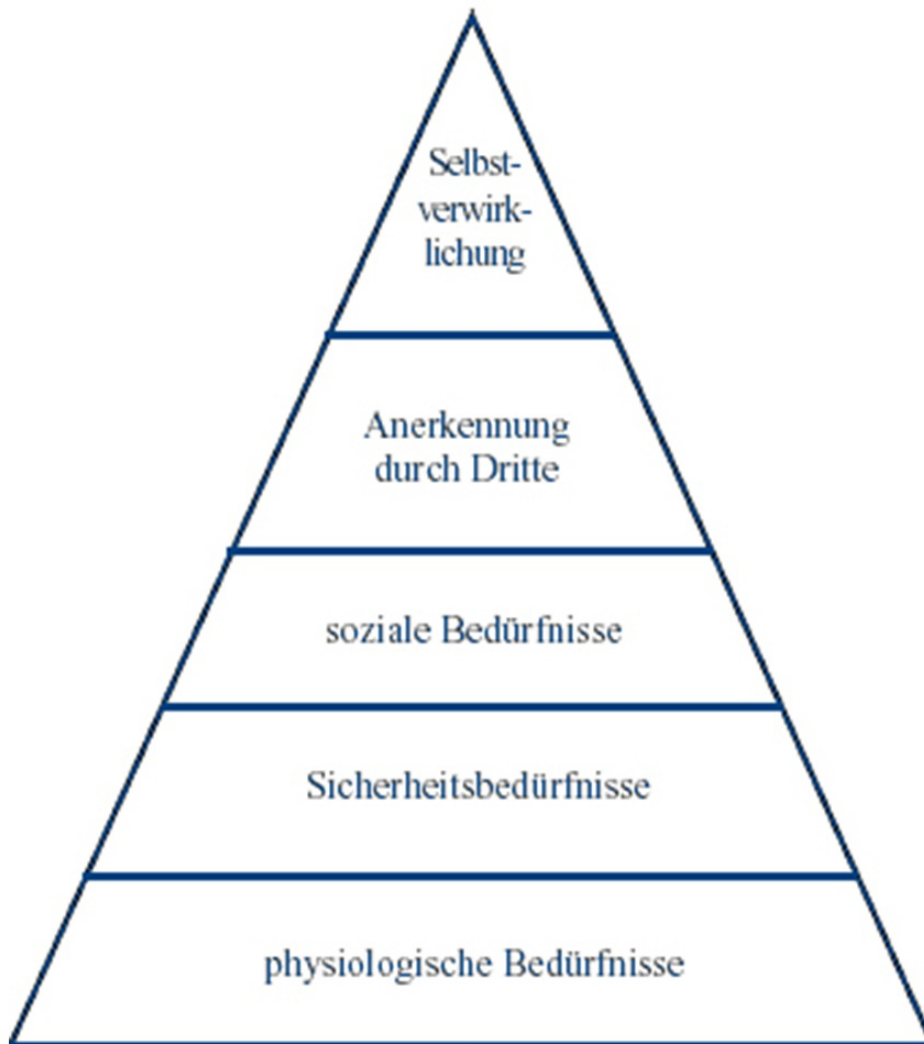 Selbst-
verwirk-
lichung
Anerkennung
durch Dritte
soziale Bedürfnisse
Sicherheitsbedürfnisse
physiologische Bedürfnisse